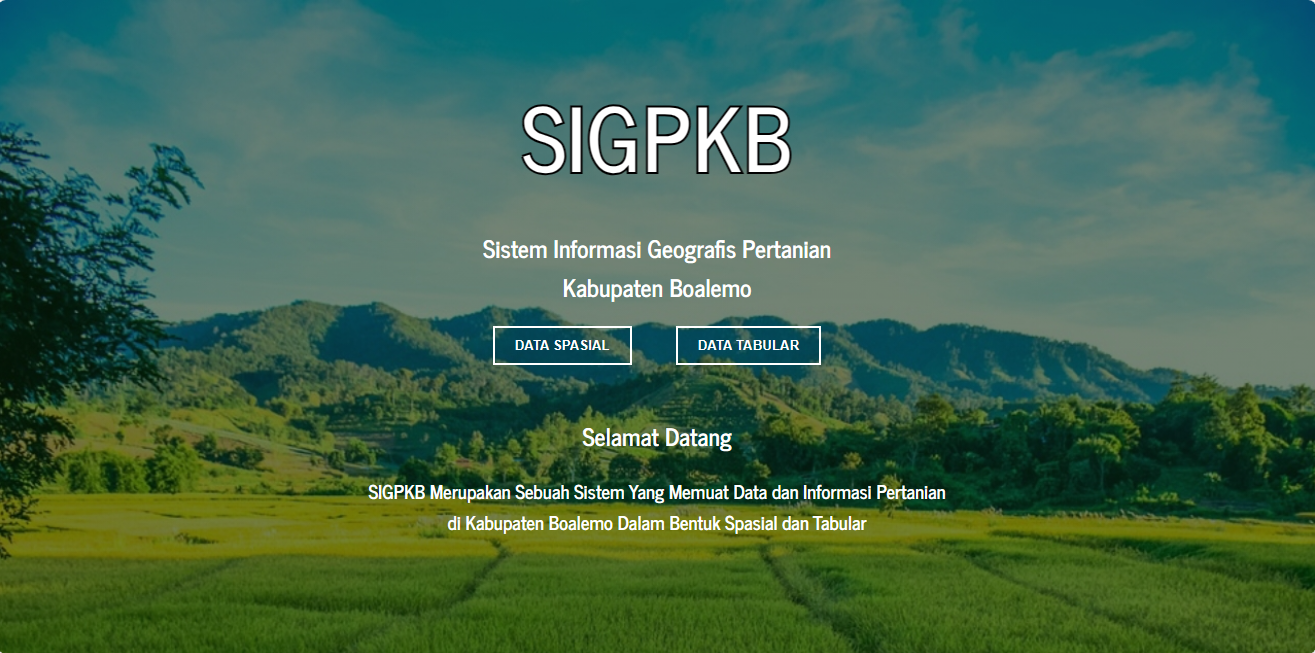 SIGPKB
Sistem Informasi Geografis Pertanian
Kabupaten Boalemo
DATA SPASIAL
DATA TABULAR
Selamat Datang
SIGPKB Merupakan Sebuah Sistem Yang Memuat Data dan Informasi Pertanian
di Kabupaten Boalemo Dalam Bentuk Spasial dan Tabular